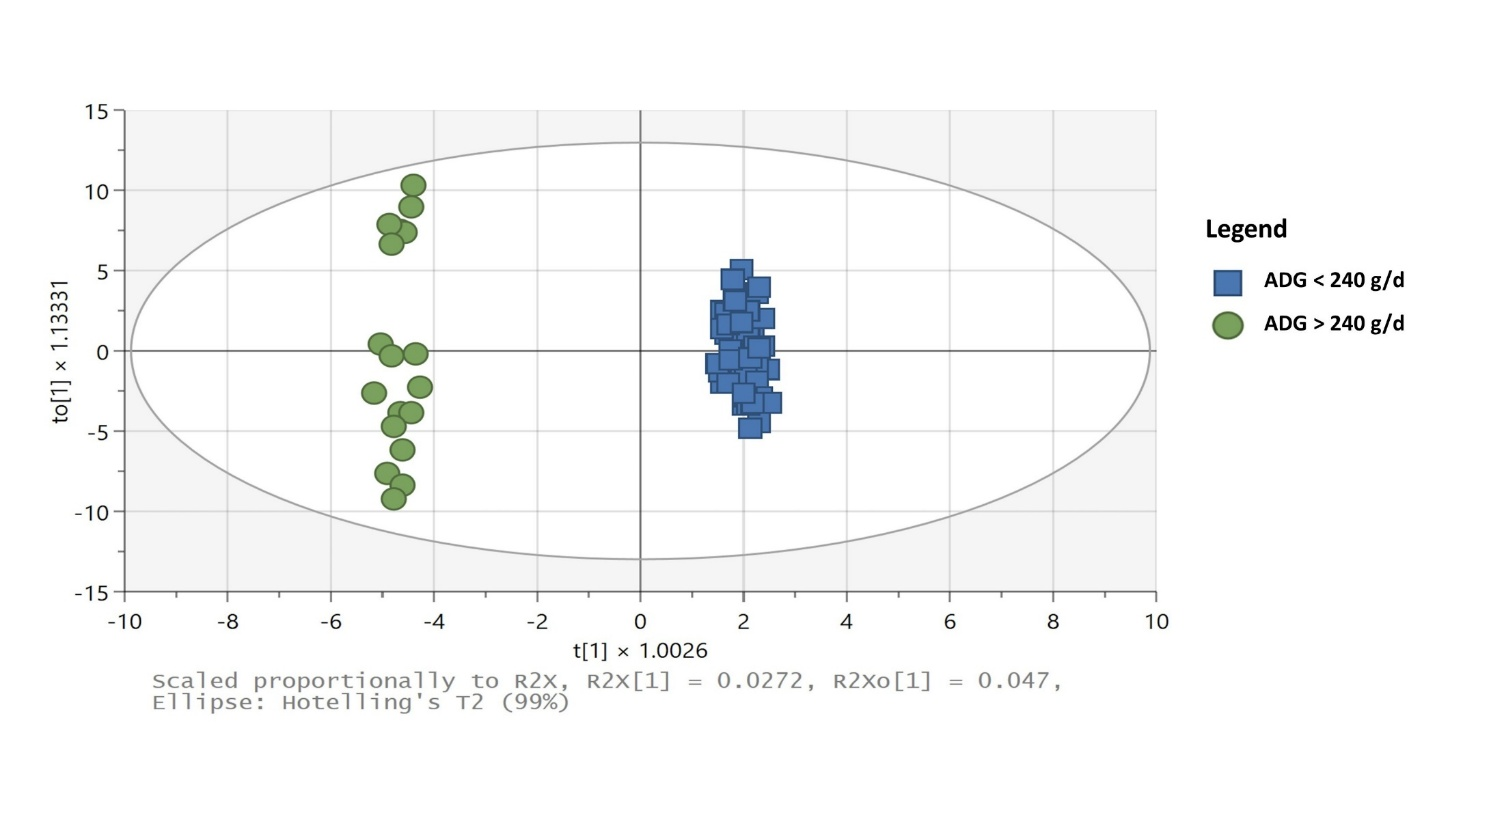 15
10
5
0
-5
-10
-15
to[1] × 1.13331
-10 -8 -6 -4 -2 0 2 4 6 8 10
t[1] × 1.0026
Scaled proportionally to R2X, R2X[1] = 0.0272, R2Xo[1] = 0.047,
Ellipse: Hotelling's T2 (99%)
Legend
ADG < 240 g/d
ADG > 240 g/d